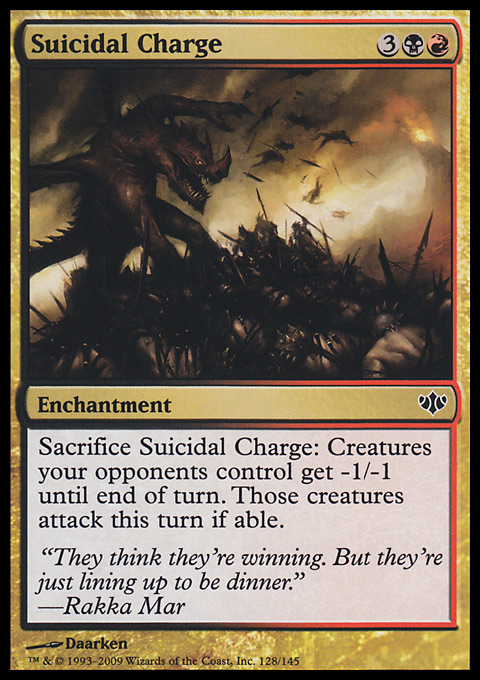 Suicidal Charge 3
Enchantment
Sacrifice Suicidal Charge: Creatures
your opponents control get -1/-1
until end of turn. Those creatures
attack this turn if able.
“They think they’re winning. But they’re
just lining up to be dinner.”
—Rakka Mar
Daarken
™ & © 1993–2009 Wizards of the Coast, Inc. 128/145